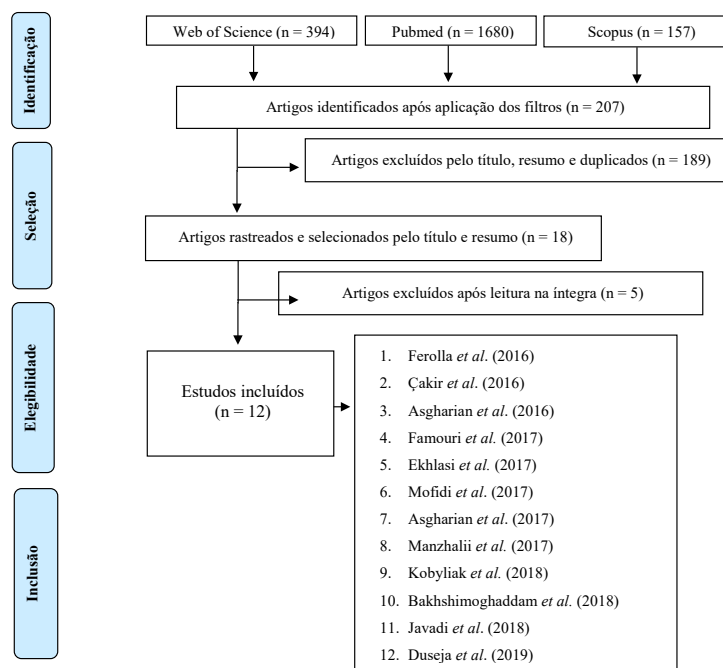 Identificação
Web of Science (n = 394)
Pubmed (n = 1680)
Scopus (n = 157)
Artigos identificados após aplicação dos filtros (n = 207)
Seleção
Artigos excluídos pelo título, resumo e duplicados (n = 189)
Artigos rastreados e selecionados pelo título e resumo (n = 18)
Artigos excluídos após leitura na íntegra (n = 5)
Elegibilidade
Estudos incluídos
(n = 12)
1. Ferolla et al. (2016)
2. Çakir et al. (2016)
3. Asgharian et al. (2016)
4. Famouri et al. (2017)
5. Ekhlasi et al. (2017)
6. Mofidi et al. (2017)
7. Asgharian et al. (2017)
8. Manzhalii et al. (2017)
9. Kobyliak et al. (2018)
10. Bakhshimoghaddam et al. (2018)
11. Javadi et al. (2018)
12. Duseja et al. (2019)
Inclusão